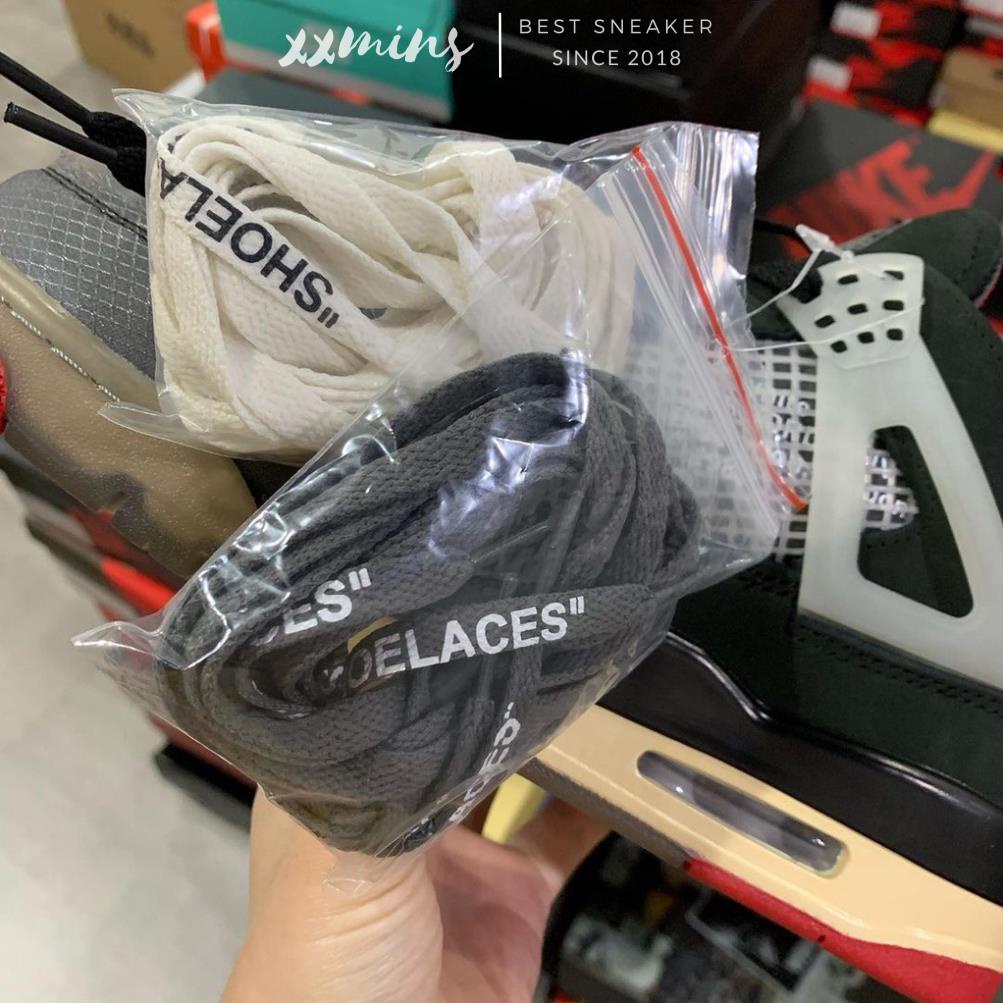 xxmins
BEST SNEAKER
SINCE 2018
"SHOELA
CES"
OELACES"